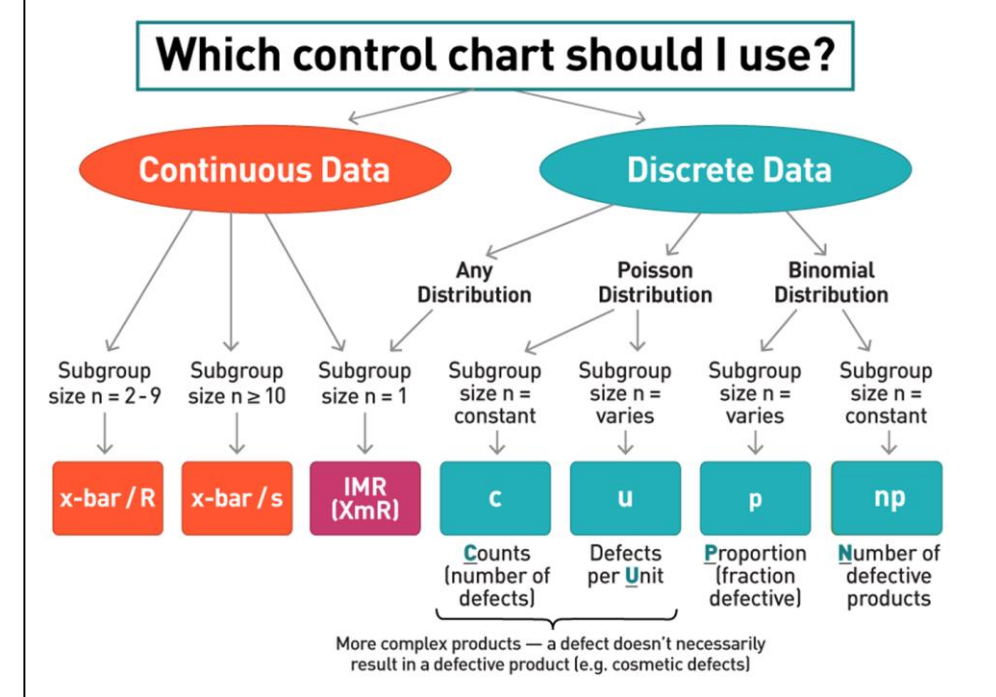 Which control chart should I use?
Continuous Data
Discrete Data
Any
Distribution
Poisson
Distribution
Binomial
Distribution
Subgroup
size n = 2-9
Subgroup
size n ≥ 10
Subgroup
size n = 1
Subgroup
size n =
constant
Subgroup
size n =
varies
Subgroup
size n =
varies
Subgroup
size n =
constant
x-bar / R
x-bar / s
IMR
(XmR)
c
u
p
np
Counts
(number of
defects)
Defects
per Unit
Proportion
(fraction
defective)
Number of
defective
products
More complex products — a defect doesn't necessarily
result in a defective product (e.g. cosmetic defects)